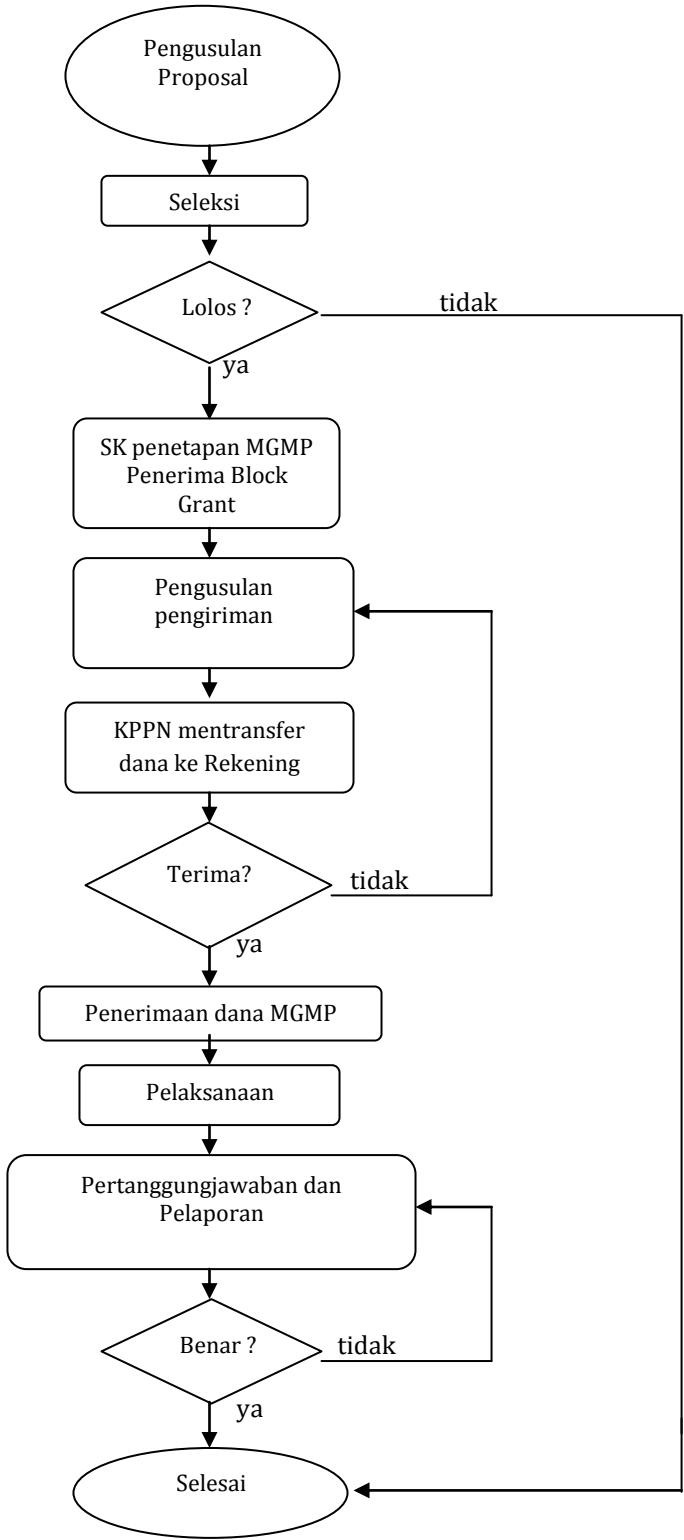 Pengusulan
Proposal
Seleksi
Lolos ?
tidak
ya
SK penetapan MGMP
Penerima Block
Grant
Pengusulan
pengiriman
KPPN mentransfer
dana ke Rekening
Terima?
tidak
ya
Penerimaan dana MGMP
Pelaksanaan
Pertanggungjawaban dan
Pelaporan
Benar ?
tidak
ya
Selesai